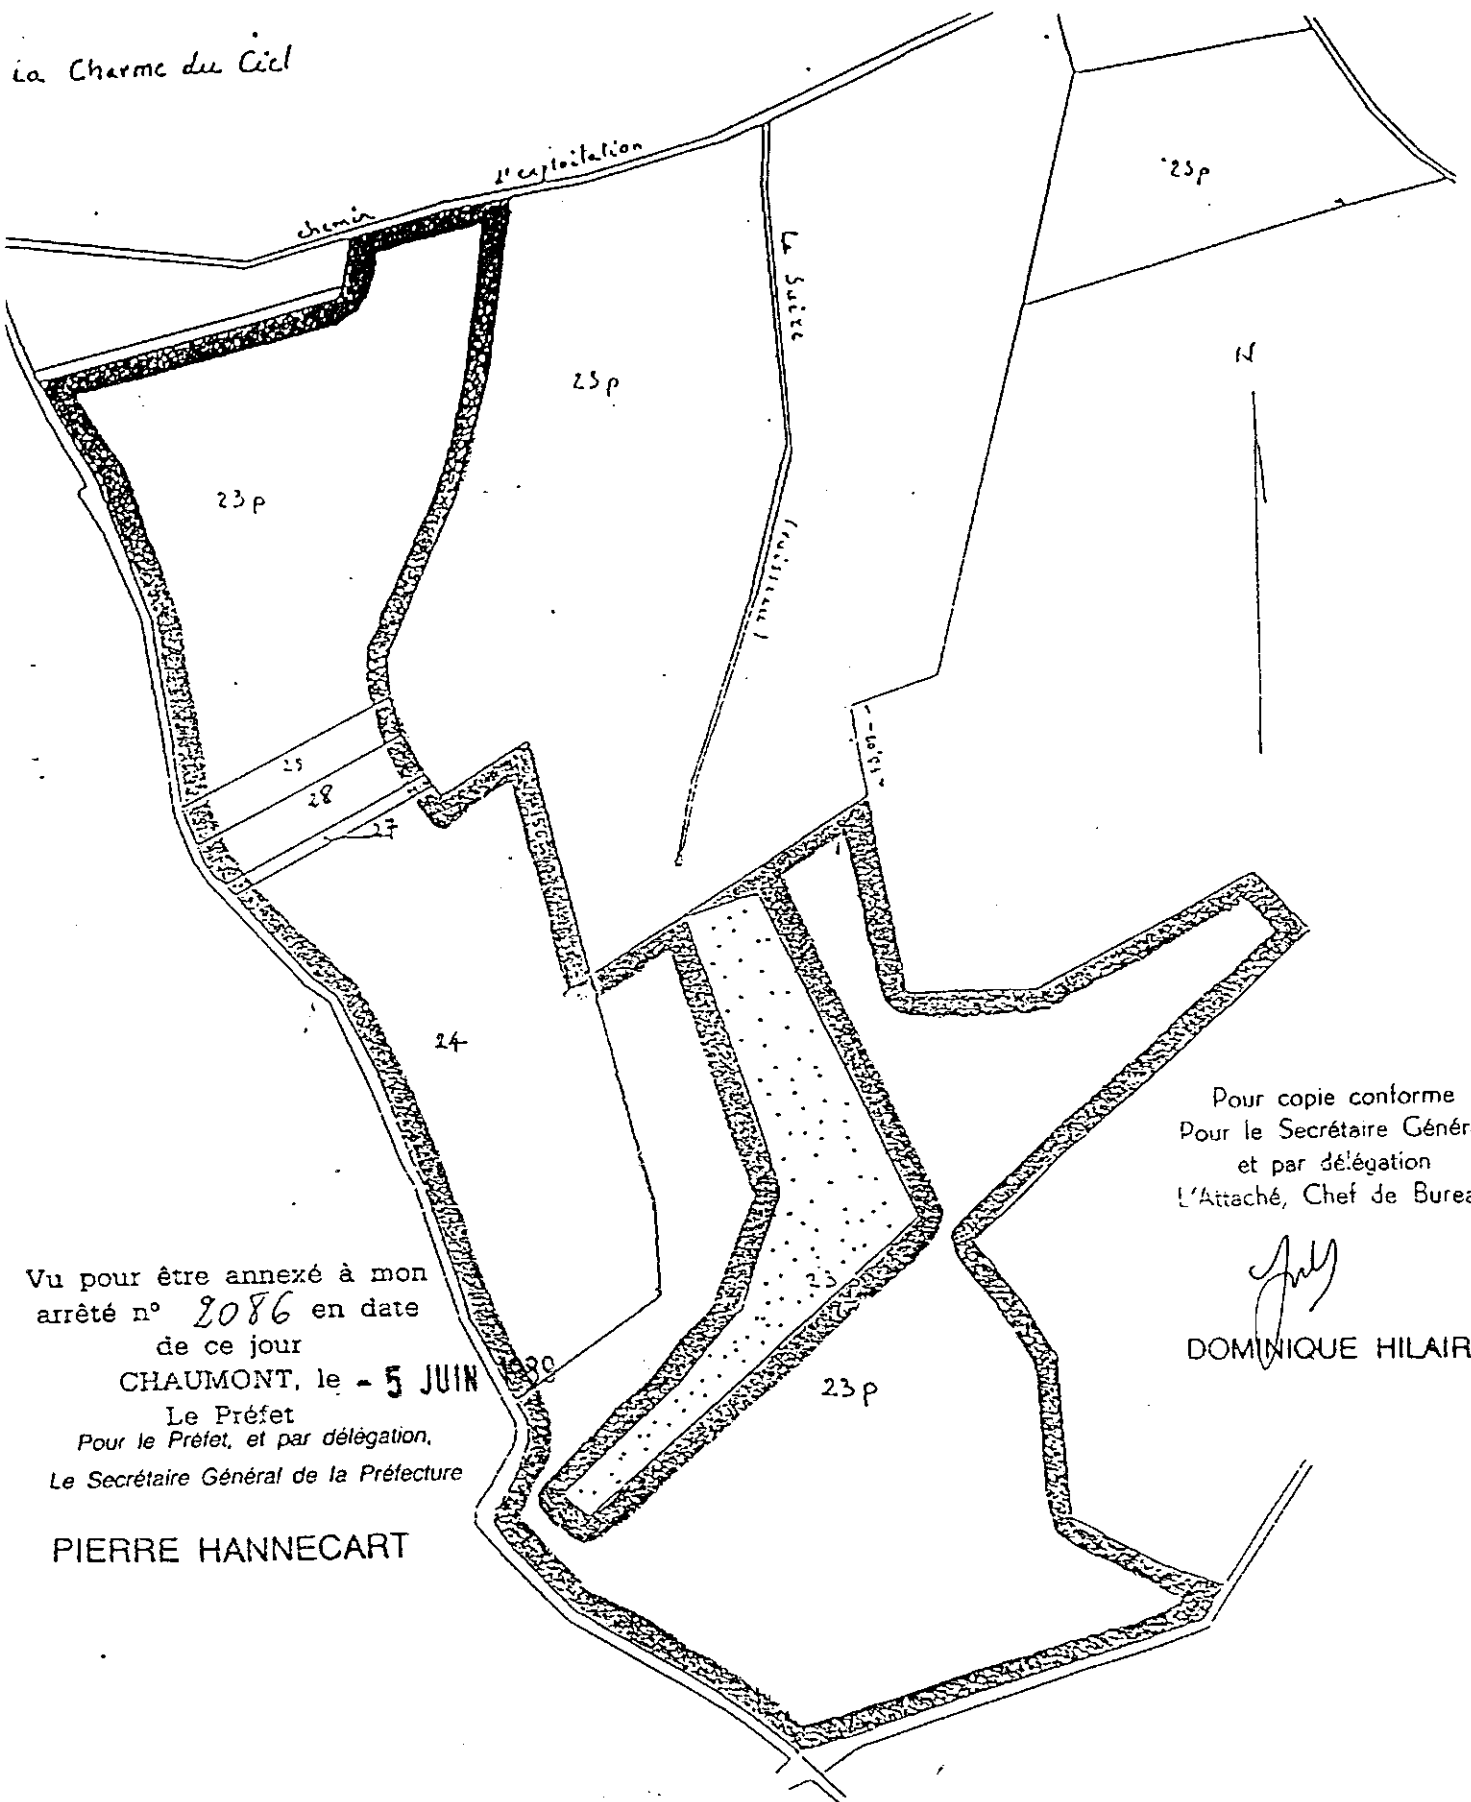 La Charme du Ciel
chemin d'exploitation
23p
La Suize
23p
N
23p
(ruisseau)
25
28
27
24
Pour copie conforme
Pour le Secrétaire Génér
et par délégation
L'Attaché, Chef de Burea
DOMINIQUE HILAIR
Vu pour être annexé à mon
arrêté n° 2086 en date
de ce jour
CHAUMONT, le - 5 JUIN
Le Préfet
Pour le Préfet, et par délégation,
Le Secrétaire Général de la Préfecture
PIERRE HANNECART
23
23p